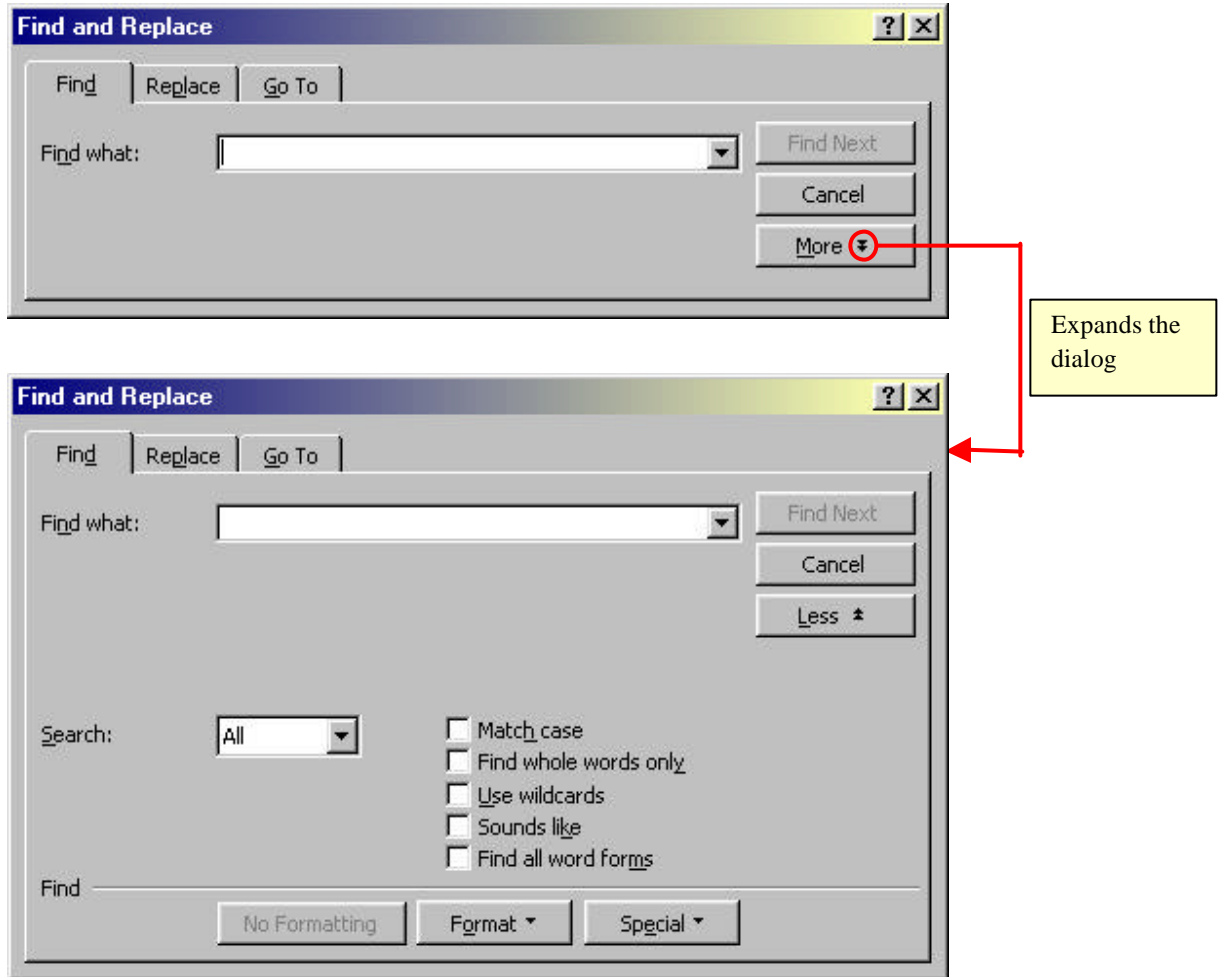 Find and Replace
Find Replace Go To
Find what:
Find Next
Cancel
More
Expands the
dialog
Find and Replace
Find Replace Go To
Find what:
Find Next
Cancel
Less
Search: All
Match case
Find whole words only
Use wildcards
Sounds like
Find all word forms
Find
No Formatting Format Special